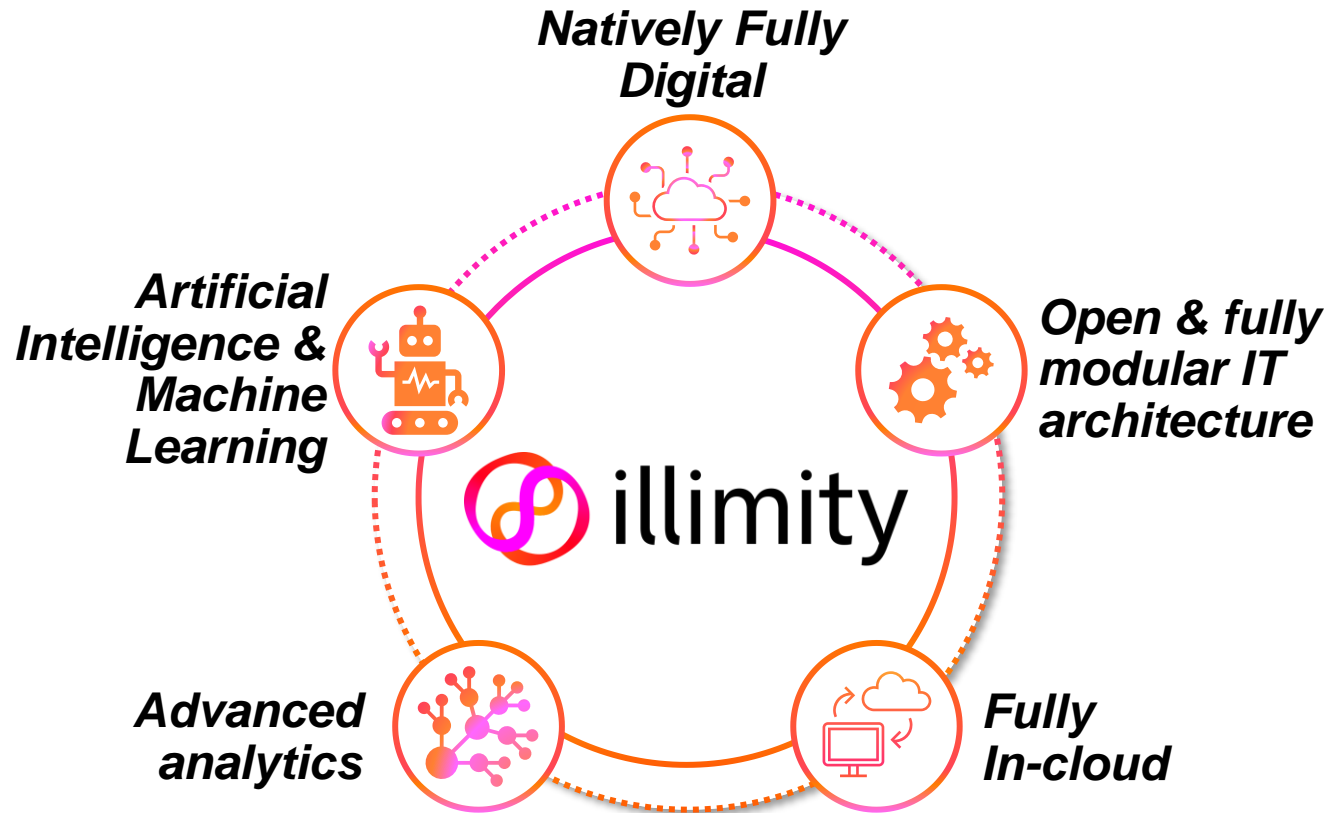 Natively Fully
Digital
Artificial
Intelligence &
Machine
Learning
Open & fully
modular IT
architecture
illimity
Advanced
analytics
Fully
In-cloud